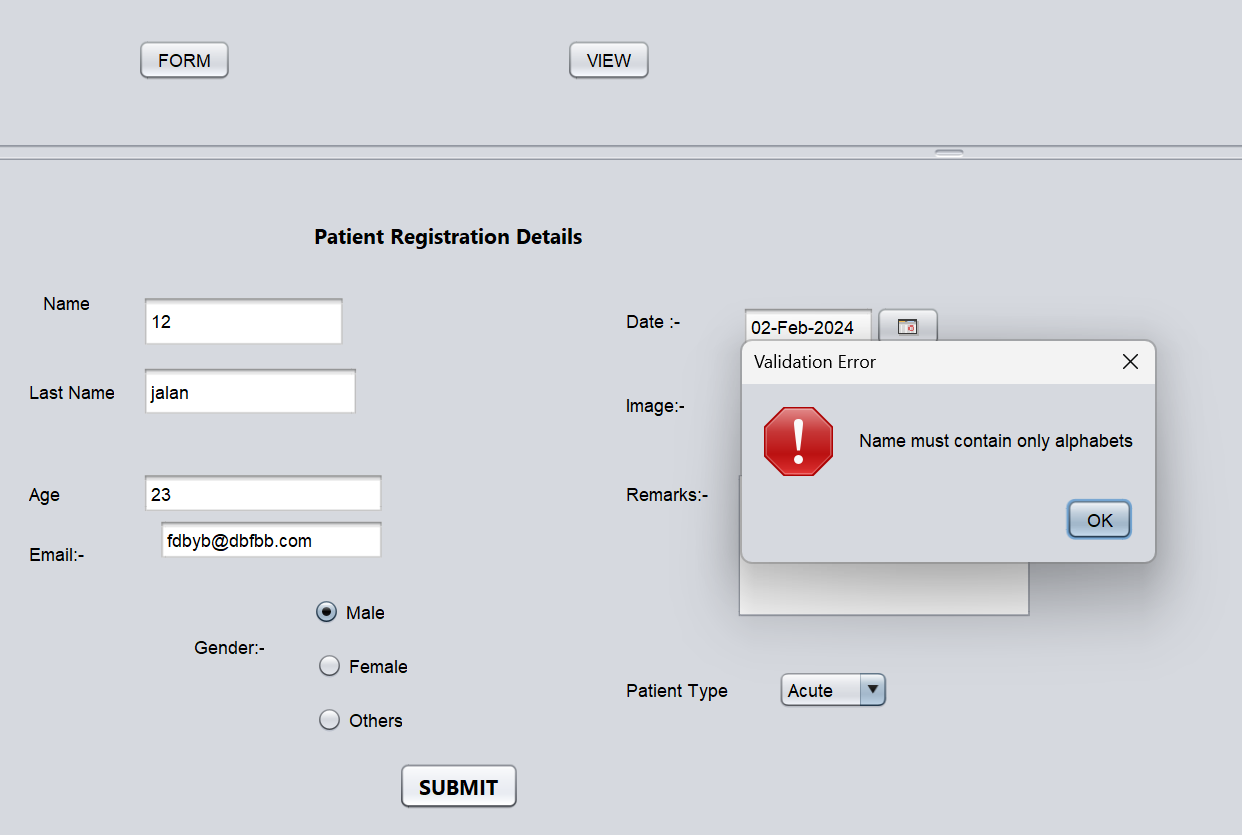 FORM
VIEW
Patient Registration Details
Name
12
Last Name
jalan
Age
23
Email:-
fdbyb@dbfbb.com
Gender:-
Male
Female
Others
SUBMIT
Date :-
02-Feb-2024
Image:-
Remarks:-
Patient Type
Acute
Validation Error
Name must contain only alphabets
OK